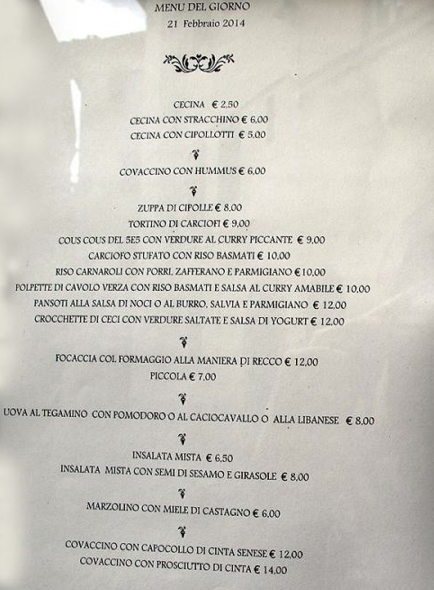 MENU DEL GIORNO
21 Febbraio 2014
CECINA € 2,50
CECINA CON STRACCHINO € 6,00
CECINA CON CIPOLLOTTI € 5,00
COVACCINO CON HUMMUS € 6,00
ZUPPA DI CIPOLLE € 8,00
TORTINO DI CARCIOFI € 9,00
COUS COUS DEL 5E5 CON VERDURE AL CURRY PICCANTE € 9,00
CARCIOFO STUFATO CON RISO BASMATI € 10,00
RISO CARNAROLI CON PORRI, ZAFFERANO E PARMIGIANO €10,00
POLPETTE DI CAVOLO VERZA CON RISO BASMATI E SALSA AL CURRY AMABILE € 10,00
PANSOTI ALLA SALSA DI NOCI O AL BURRO, SALVIA E PARMIGIANO € 12,00
CROCCHETTE DI CECI CON VERDURE SALTATE E SALSA DI YOGURT € 12,00
FOCACCIA COL FORMAGGIO ALLA MANIERA DI RECCO € 12,00
PICCOLA € 7,00
UOVA AL TEGAMINO CON POMODORO O AL CACIOCAVALLO O ALLA LIBANESE € 8,00
INSALATA MISTA € 6,50
INSALATA MISTA CON SEMI DI SESAMO E GIRASOLE € 8,00
MARZOLINO CON MIELE DI CASTAGNO € 6,00
COVACCINO CON CAPOCOLLO DI CINTA SENESE € 12,00
COVACCINO CON PROSCIUTTO DI CINTA € 14,00